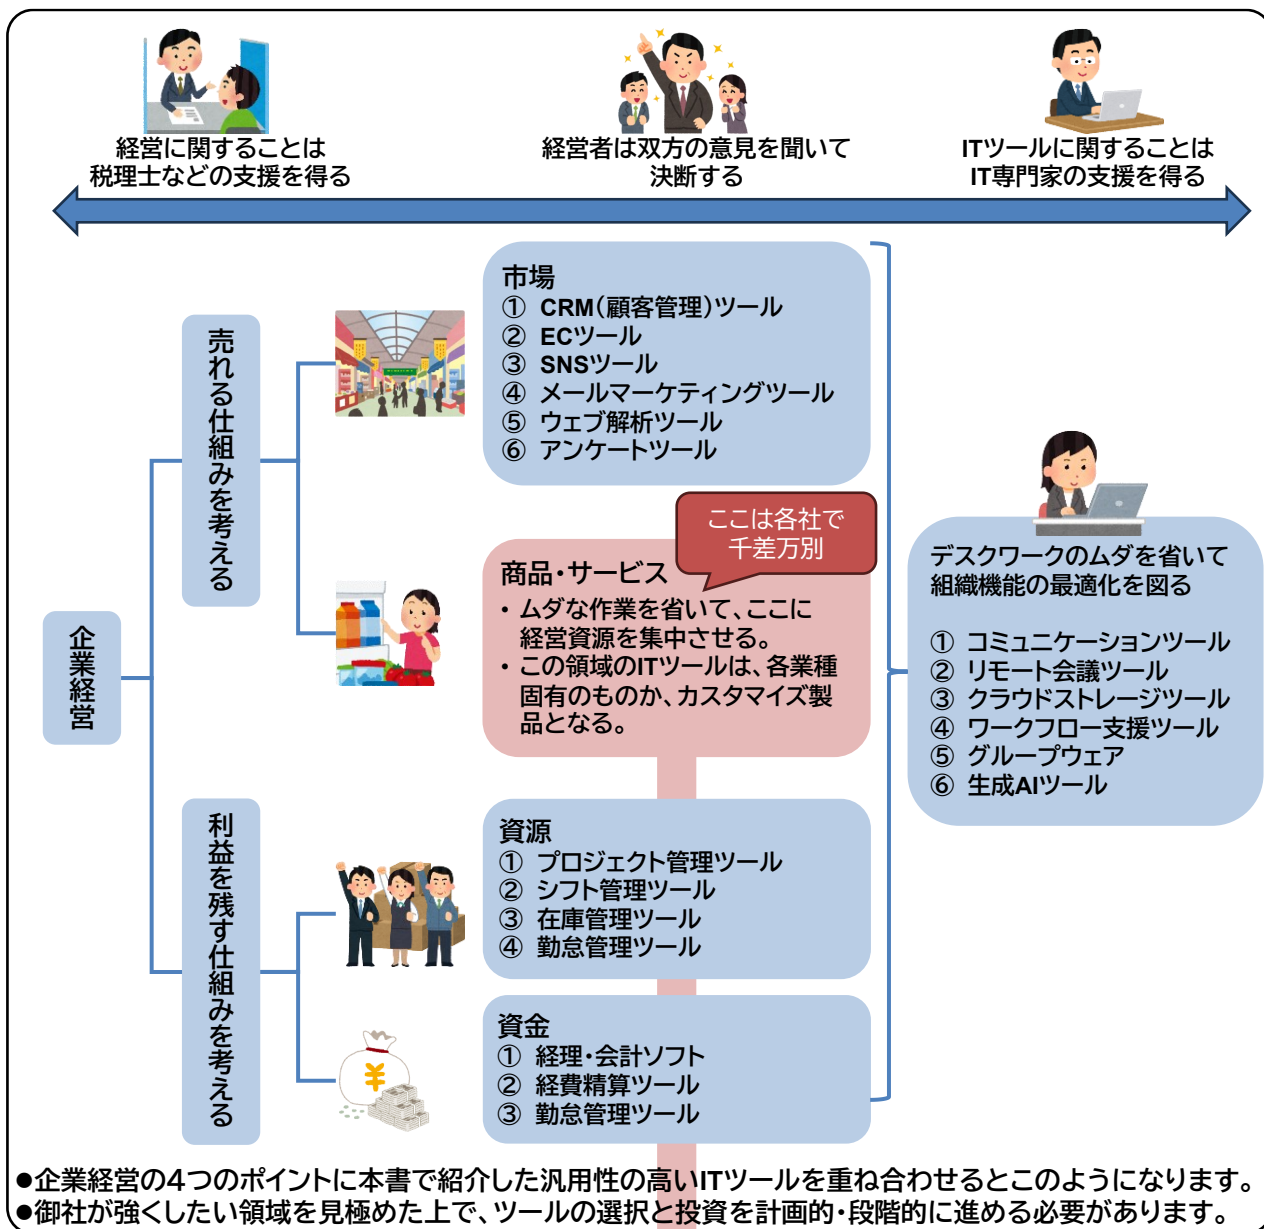 経営に関することは
税理士などの支援を得る
経営者は双方の意見を聞いて
決断する
ITツールに関することは
IT専門家の支援を得る
企業経営
売れる仕組みを考える
市場
① CRM(顧客管理)ツール
② ECツール
③ SNSツール
④ メールマーケティングツール
⑤ ウェブ解析ツール
⑥ アンケートツール
ここは各社で
千差万別
商品・サービス
・ ムダな作業を省いて、ここに
経営資源を集中させる。
・ この領域のITツールは、各業種
固有のものか、カスタマイズ製
品となる。
利益を残す仕組みを考える
資源
① プロジェクト管理ツール
② シフト管理ツール
③ 在庫管理ツール
④ 勤怠管理ツール
¥
資金
① 経理・会計ソフト
② 経費精算ツール
③ 勤怠管理ツール
デスクワークのムダを省いて
組織機能の最適化を図る
① コミュニケーションツール
② リモート会議ツール
③ クラウドストレージツール
④ ワークフロー支援ツール
⑤ グループウェア
⑥ 生成AIツール
●企業経営の4つのポイントに本書で紹介した汎用性の高いITツールを重ね合わせるとこのようになります。
●御社が強くしたい領域を見極めた上で、ツールの選択と投資を計画的・段階的に進める必要があります。